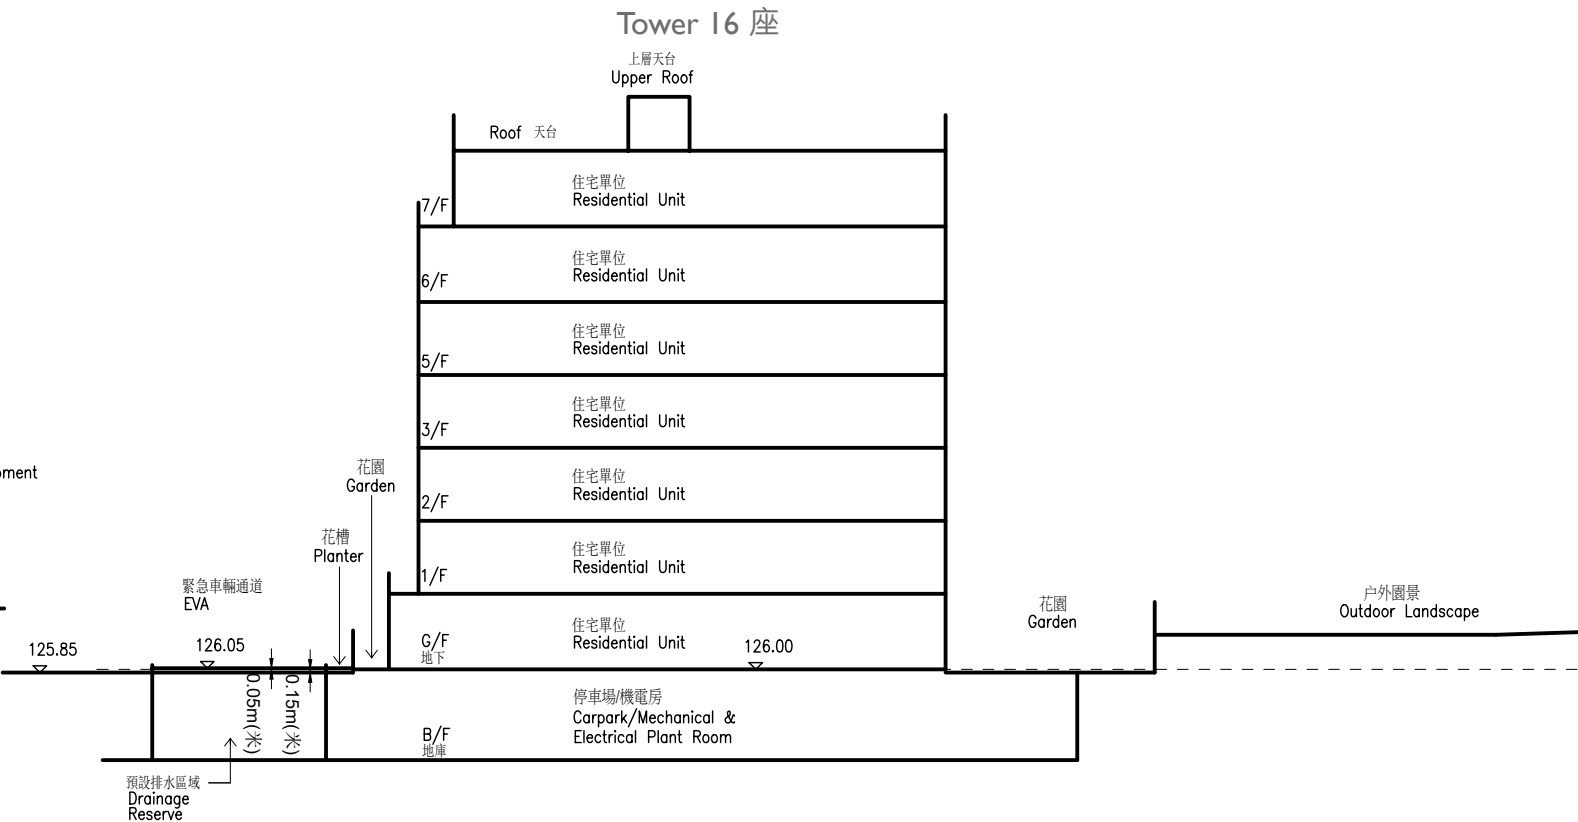 Tower 16 座
上層天台
Upper Roof
Roof 天台
住宅單位
7/F Residential Unit
住宅單位
6/F Residential Unit
住宅單位
Residential Unit
5/F
住宅單位
3/F Residential Unit
住宅單位
2/F Residential Unit
住宅單位
1/F Residential Unit
花園
Garden
花槽
Planter
緊急車輛通道
EVA
125.85
126.05
住宅單位
G/F Residential Unit
地下
126.00
花園
Garden
户外園景
Outdoor Landscape
0.05m(米)
0.15m(米)
停車場/機電房
Carpark/Mechanical &
B/F Electrical Plant Room
地庫
預設排水區域
Drainage
Reserve